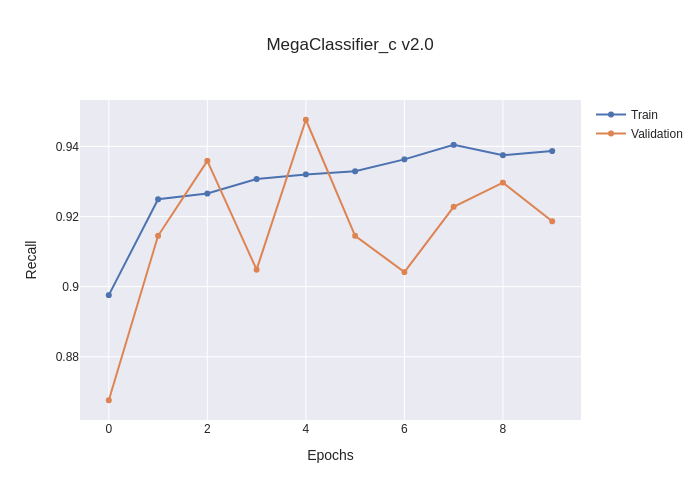 MegaClassifier_c v2.0
Train
Validation
Recall
0.94
0.92
0.9
0.88
0
2
4
6
8
Epochs